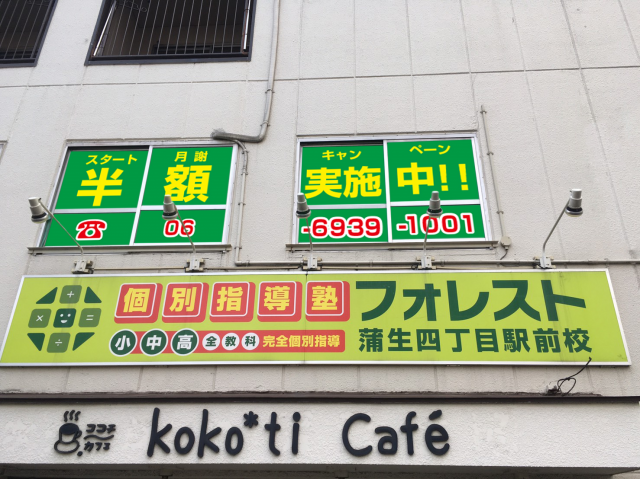 スタート 月謝 キャン ペーン
半額 実施中!!
☎06-6939-1001
個別指導塾 フォレスト
小中高 全教科 完全個別指導 蒲生四丁目駅前校
ココチカフェ koko*ti Café